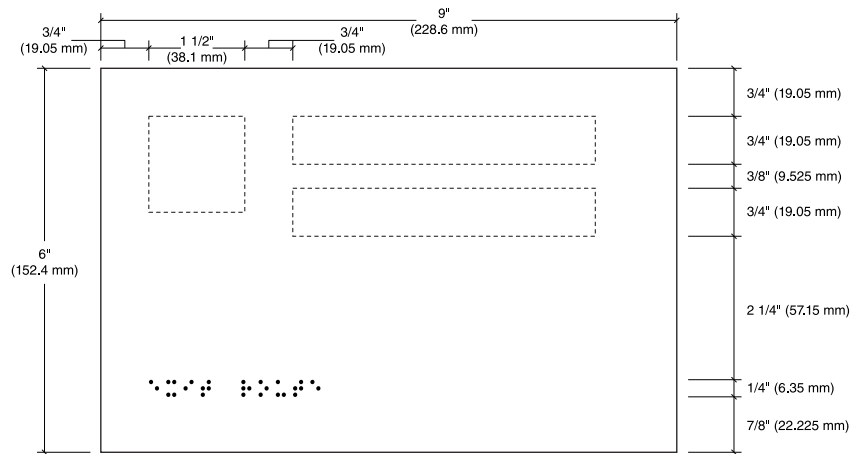 9"
(228.6 mm)
3/4"
(19.05 mm)
1 1/2"
(38.1 mm)
3/4"
(19.05 mm)
3/4" (19.05 mm)
3/4" (19.05 mm)
3/8" (9.525 mm)
3/4" (19.05 mm)
6"
(152.4 mm)
2 1/4" (57.15 mm)
⠑⠭⠊⠞ ⠗⠕⠥⠞⠑
1/4" (6.35 mm)
7/8" (22.225 mm)